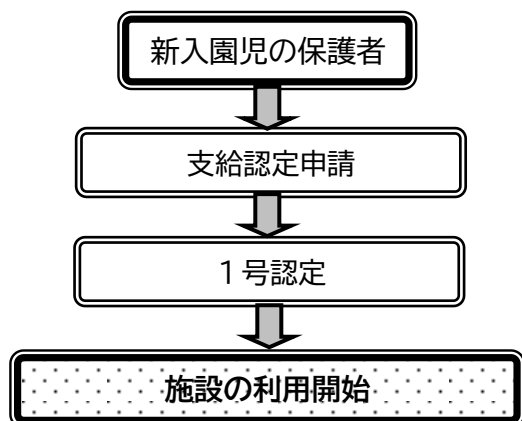 新入園児の保護者
支給認定申請
1号認定
施設の利用開始